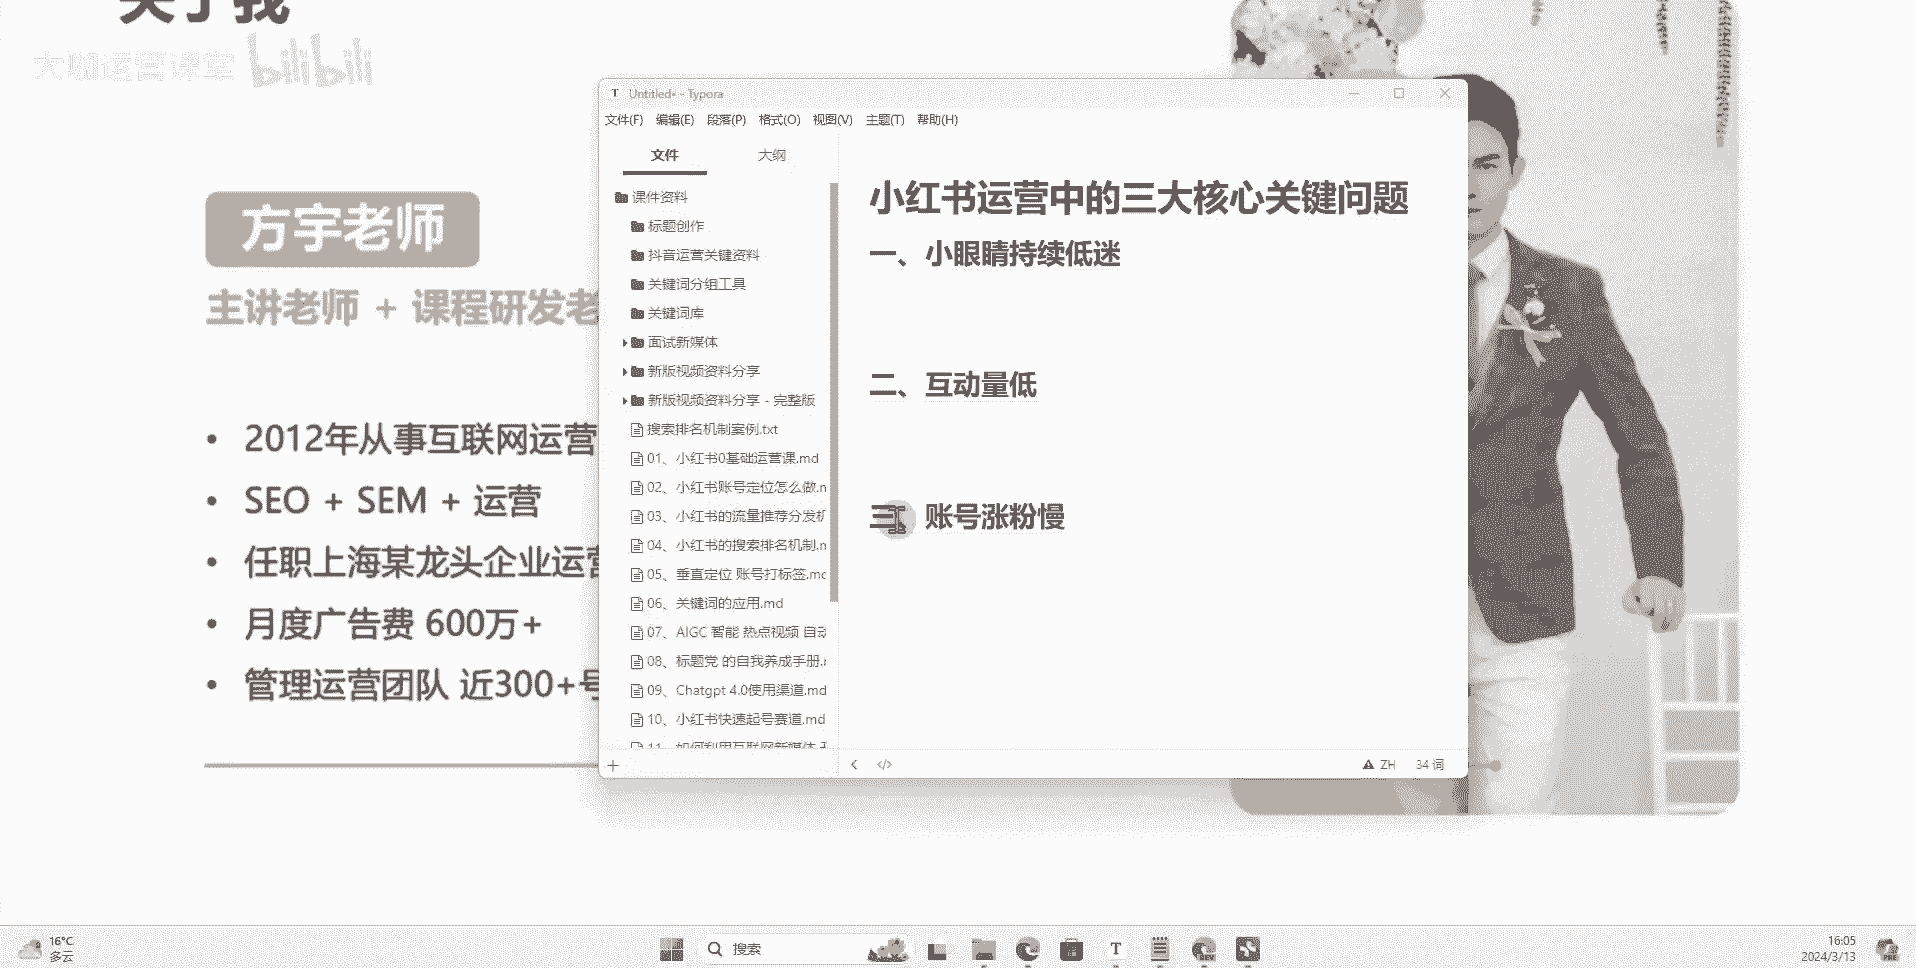 关于我
大咖运营课堂 bilibili
方宇老师
主讲老师 + 课程研发老
2012年从事互联网运营
SEO + SEM + 运营
任职上海某龙头企业运营
月度广告费 600万+
管理运营团队 近300+号
Untitled• - Typora
文件(F) 编辑(E) 段落(P) 格式(O) 视图(V) 主题(T) 帮助(H)
文件 大纲
课件资料
标题创作
抖音运营关键资料
关键词分组工具
关键词库
面试新媒体
新版视频资料分享
新版视频资料分享 - 完整版
搜索排名机制案例.txt
01、小红书0基础运营课.md
02、小红书账号定位怎么做.m
03、小红书的流量推荐分发机
04、小红书的搜索排名机制.m
05、垂直定位 账号打标签.md
06、关键词的应用.md
07、AIGC 智能 热点视频 自动
08、标题党 的自我养成手册.
09、Chatgpt 4.0使用渠道.md
10、小红书快速起号赛道.md
11、如何利用互联网新媒体
小红书运营中的三大核心关键问题
一、小眼睛持续低迷
二、互动量低
三、账号涨粉慢
ZH 34 词
16°C
多云
搜索
T
DEV
16:05
2024/3/13
PRE